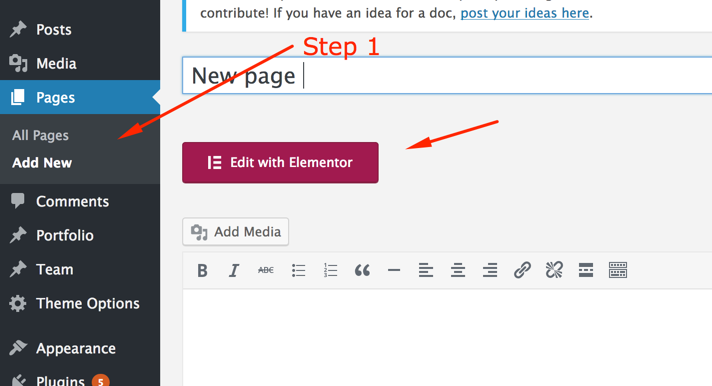 contribute! If you have an idea for a doc, post your ideas here.
Posts
Step 1
Media
New page
Pages
All Pages
Add New
Edit with Elementor
Comments
Add Media
Portfolio
B I ABC
Team
Theme Options
Appearance
Plugins 5